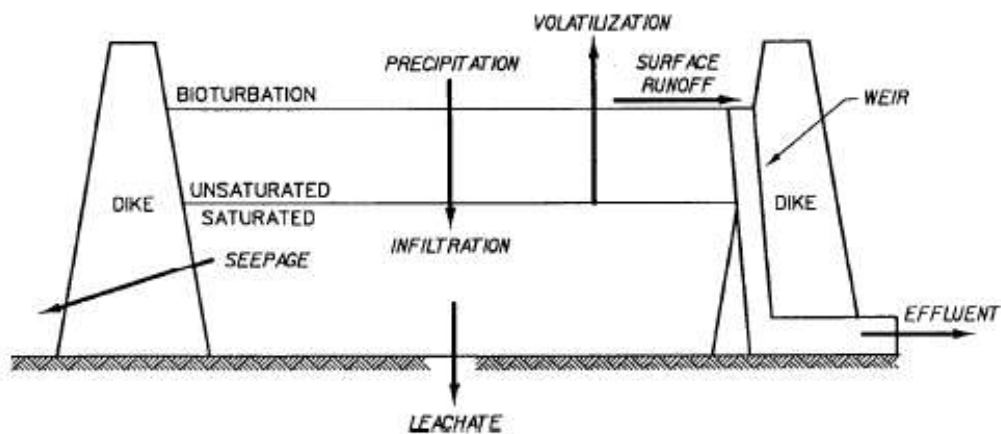 VOLATILIZATION
PRECIPITATION
SURFACE
RUNOFF
BIOTURBATION
WEIR
DIKE
UNSATURATED
SATURATED
DIKE
INFILTRATION
SEEPAGE
EFFLUENT
LEACHATE